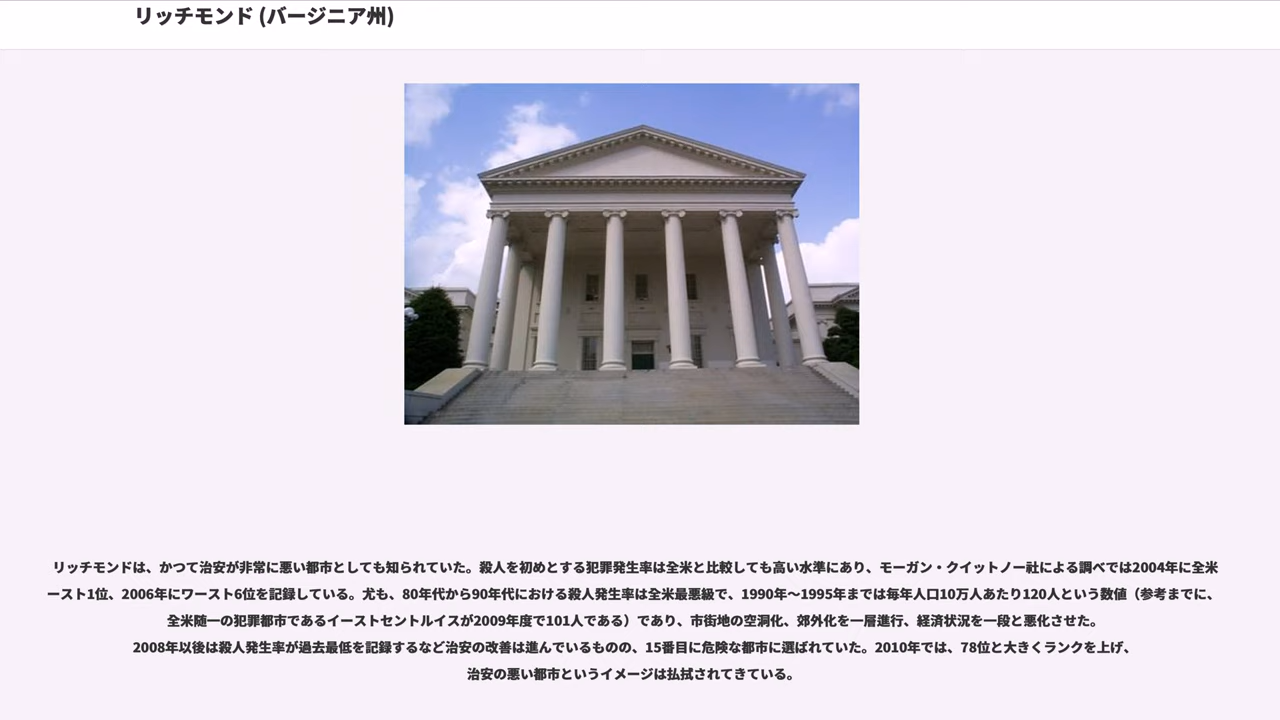 リッチモンド (バージニア州)
リッチモンドは、かつて治安が非常に悪い都市としても知られていた。殺人を初めとする犯罪発生率は全米と比較しても高い水準にあり、モーガン・クイットノー社による調べでは2004年に全米
ースト1位、2006年にワースト6位を記録している。尤も、80年代から90年代における殺人発生率は全米最悪級で、1990年〜1995年までは毎年人口10万人あたり120人という数値（参考までに、
全米随一の犯罪都市であるイーストセントルイスが2009年度で101人である）であり、市街地の空洞化、郊外化を一層進行、経済状況を一段と悪化させた。
2008年以後は殺人発生率が過去最低を記録するなど治安の改善は進んでいるものの、15番目に危険な都市に選ばれていた。2010年では、78位と大きくランクを上げ、
治安の悪い都市というイメージは払拭されてきている。